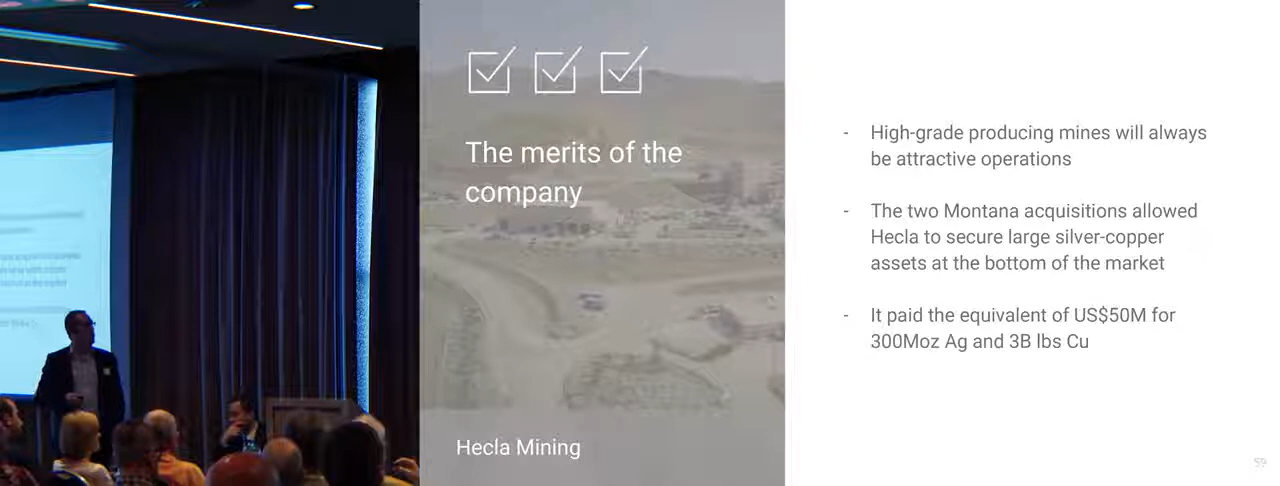 The merits of the
company
Hecla Mining
- High-grade producing mines will always
be attractive operations
- The two Montana acquisitions allowed
Hecla to secure large silver-copper
assets at the bottom of the market
- It paid the equivalent of US$50M for
300Moz Ag and 3B lbs Cu
59